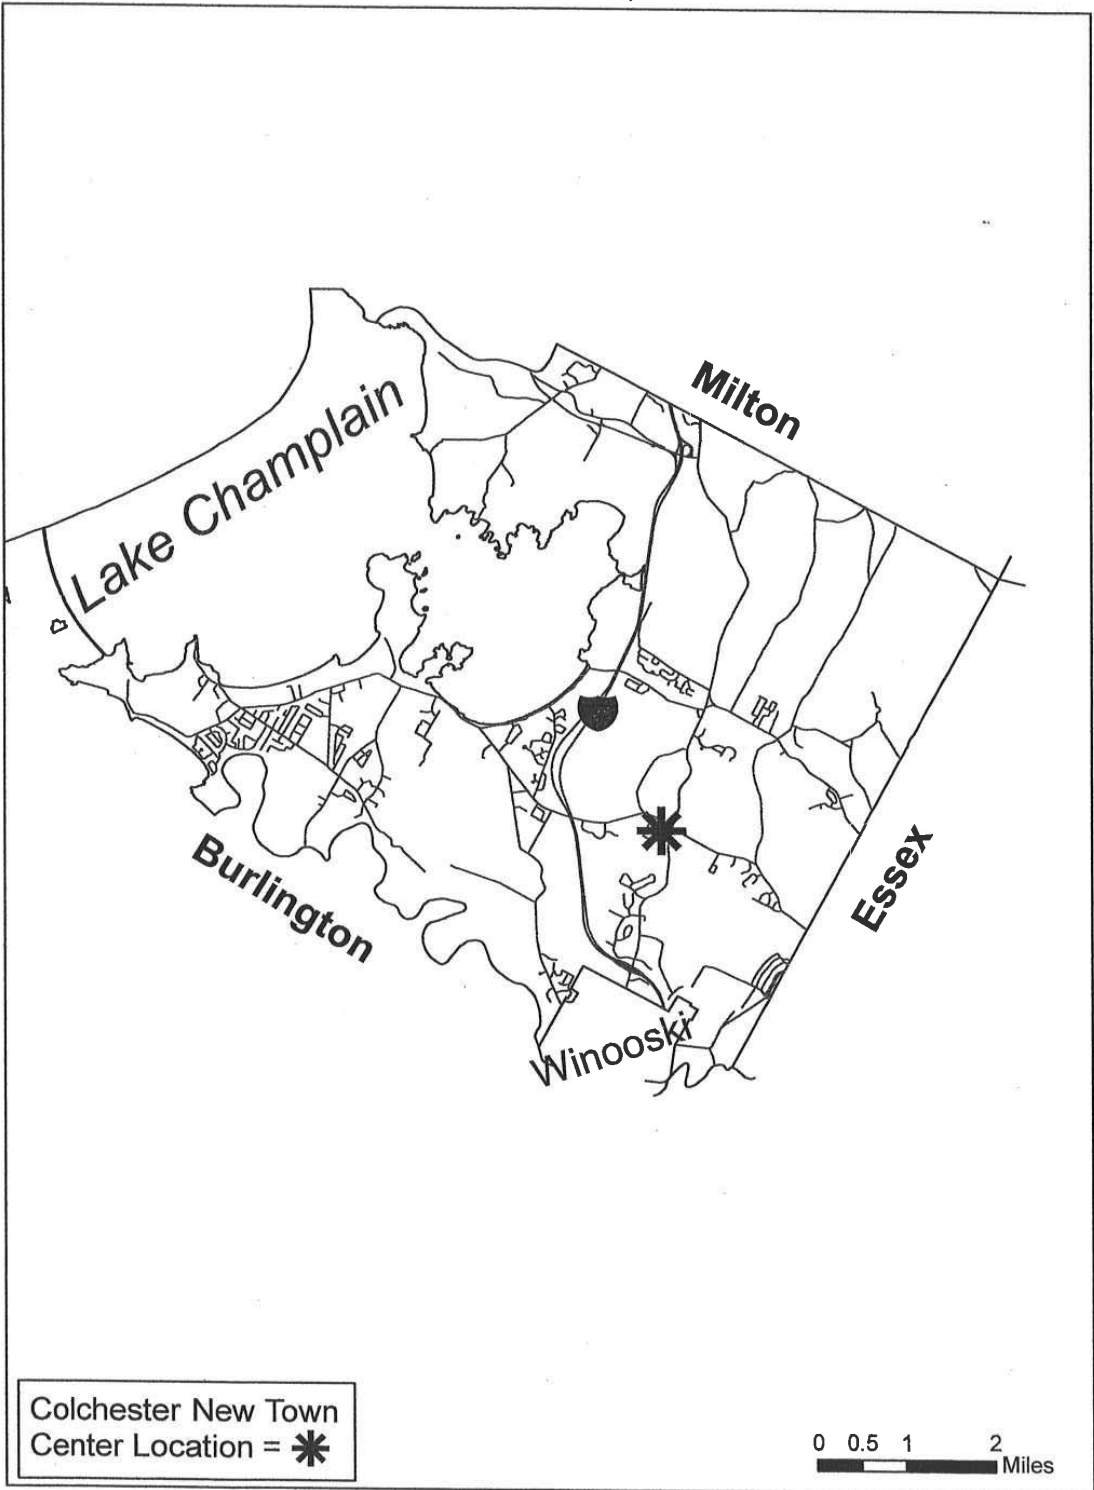 Milton
Lake Champlain
Burlington
Essex
Winooski
Colchester New Town
Center Location =
0 0.5 1 2
Miles